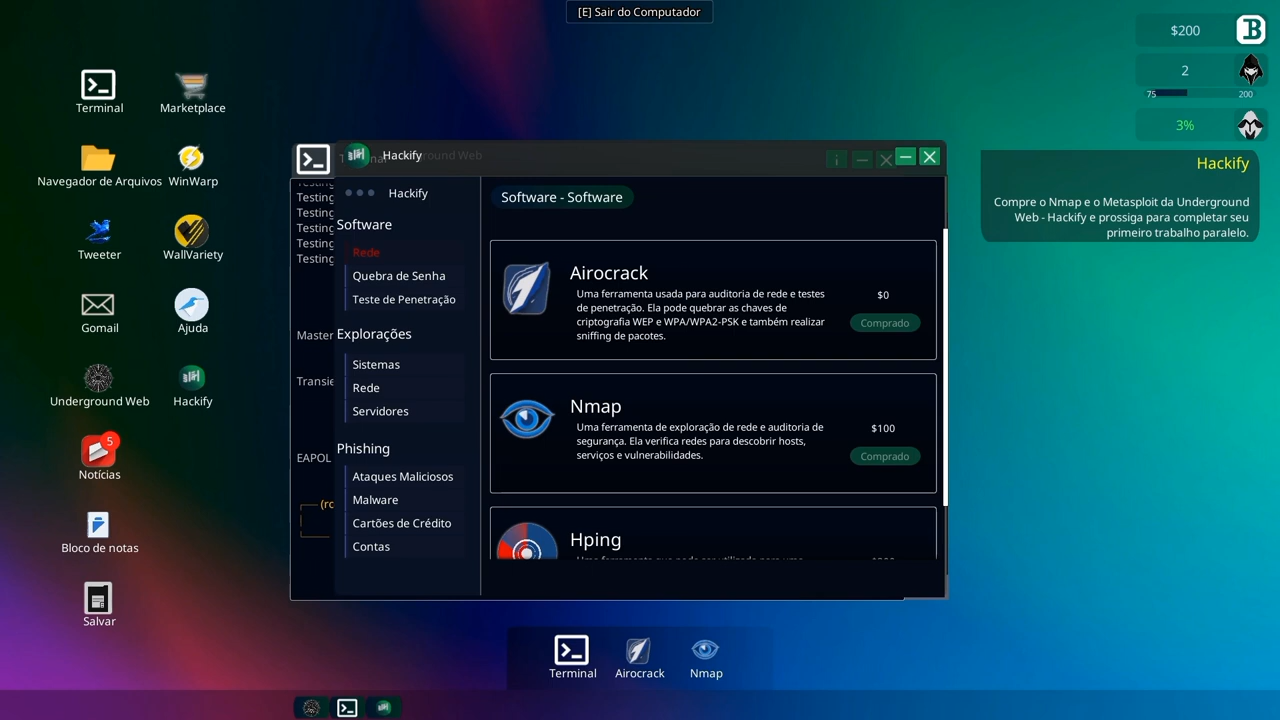 [E] Sair do Computador
$200
2
75
200
3%
Hackify
Compre o Nmap e o Metasploit da Underground
Web - Hackify e prossiga para completar seu
primeiro trabalho paralelo.
Terminal
Marketplace
Navegador de Arquivos
WinWarp
Tweeter
WallVariety
Gomail
Ajuda
Underground Web
Hackify
5
Notícias
Bloco de notas
Salvar
Hackify
Testing
Testing
Testing
Testing
Testing
Master
Transie
EAPOL
(ro
Hackify
Software
Rede
Quebra de Senha
Teste de Penetração
Explorações
Sistemas
Rede
Servidores
Phishing
Ataques Maliciosos
Malware
Cartões de Crédito
Contas
Software - Software
Airocrack
Uma ferramenta usada para auditoria de rede e testes
de penetração. Ela pode quebrar as chaves de
criptografia WEP e WPA/WPA2-PSK e também realizar
sniffing de pacotes.
$0
Comprado
Nmap
Uma ferramenta de exploração de rede e auditoria de
segurança. Ela verifica redes para descobrir hosts,
serviços e vulnerabilidades.
$100
Comprado
Hping
Terminal
Airocrack
Nmap